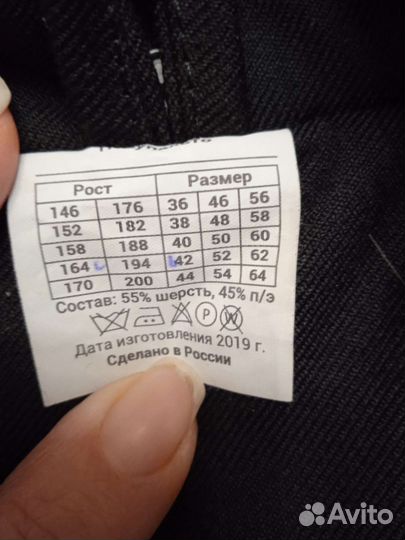 Рост Размер
146 176 36 46 56
152 182 38 48 58
158 188 40 50 60
164 194 42 52 62
170 200 44 54 64
Состав: 55% шерсть, 45% п/э
P W
Дата изготовления 2019 г.
Сделано в России
Avito